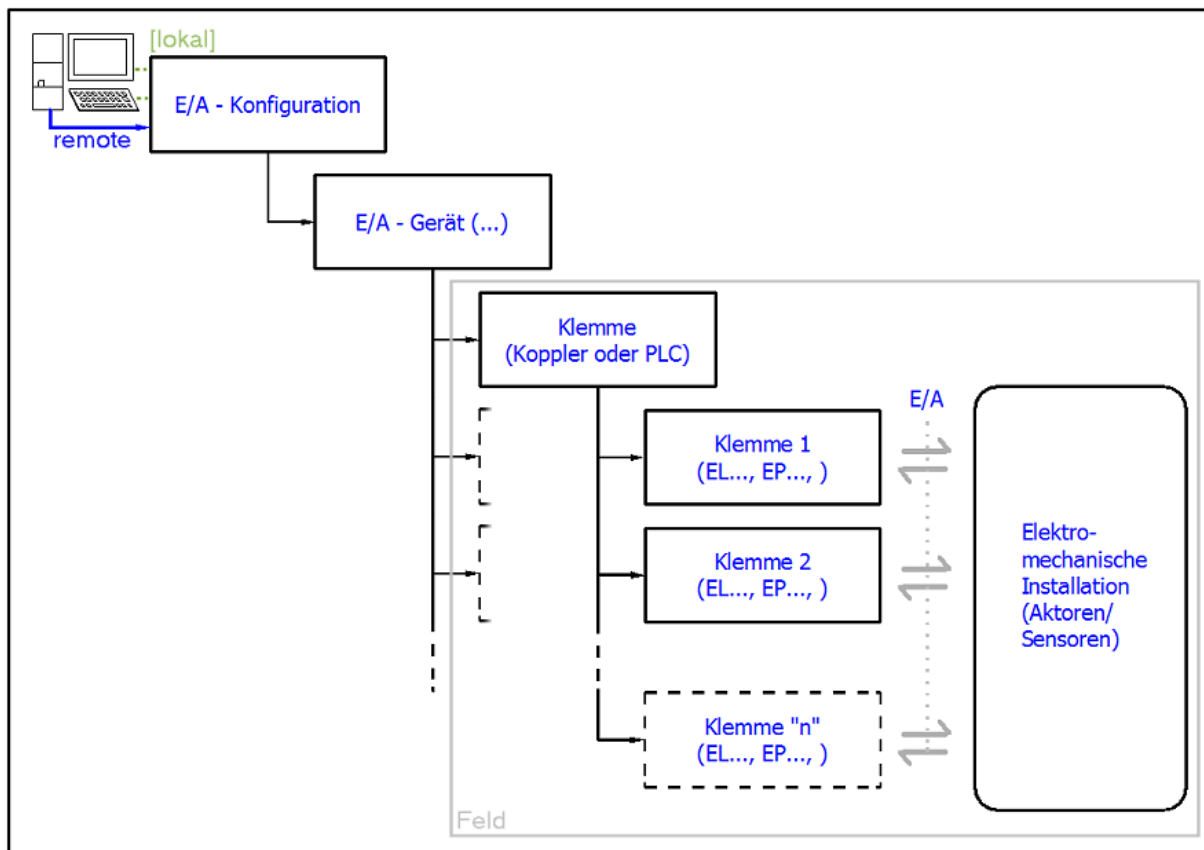 [lokal]
E/A - Konfiguration
remote
E/A - Gerät (...)
Klemme
(Koppler oder PLC)
E/A
Klemme 1
(EL..., EP..., )
Klemme 2
(EL..., EP..., )
Klemme "n"
(EL..., EP..., )
Elektro-
mechanische
Installation
(Aktoren/
Sensoren)
Feld